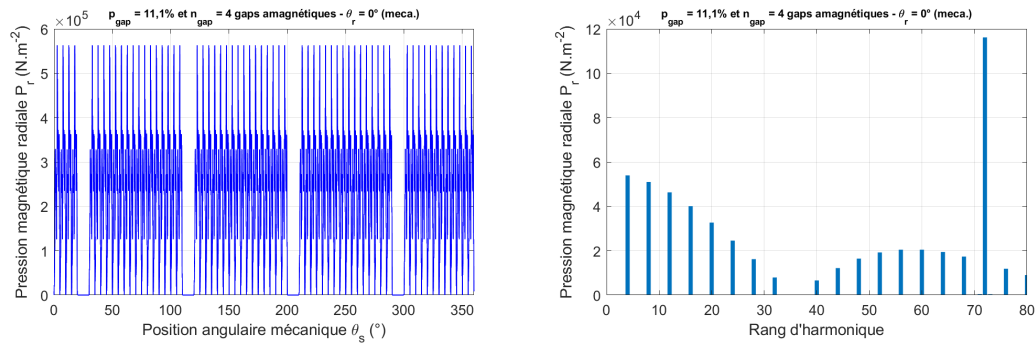 p_gap = 11,1% et n_gap = 4 gaps amagnétiques - θ_r = 0° (meca.)
×10^5
Pression magnétique radiale P_r (N.m^-2)
6
5
4
3
2
1
0
0 50 100 150 200 250 300 350
Position angulaire mécanique θ_s (°)
p_gap = 11,1% et n_gap = 4 gaps amagnétiques - θ_r = 0° (meca.)
×10^4
Pression magnétique radiale P_r (N.m^-2)
12
10
8
6
4
2
0
0 10 20 30 40 50 60 70 80
Rang d'harmonique